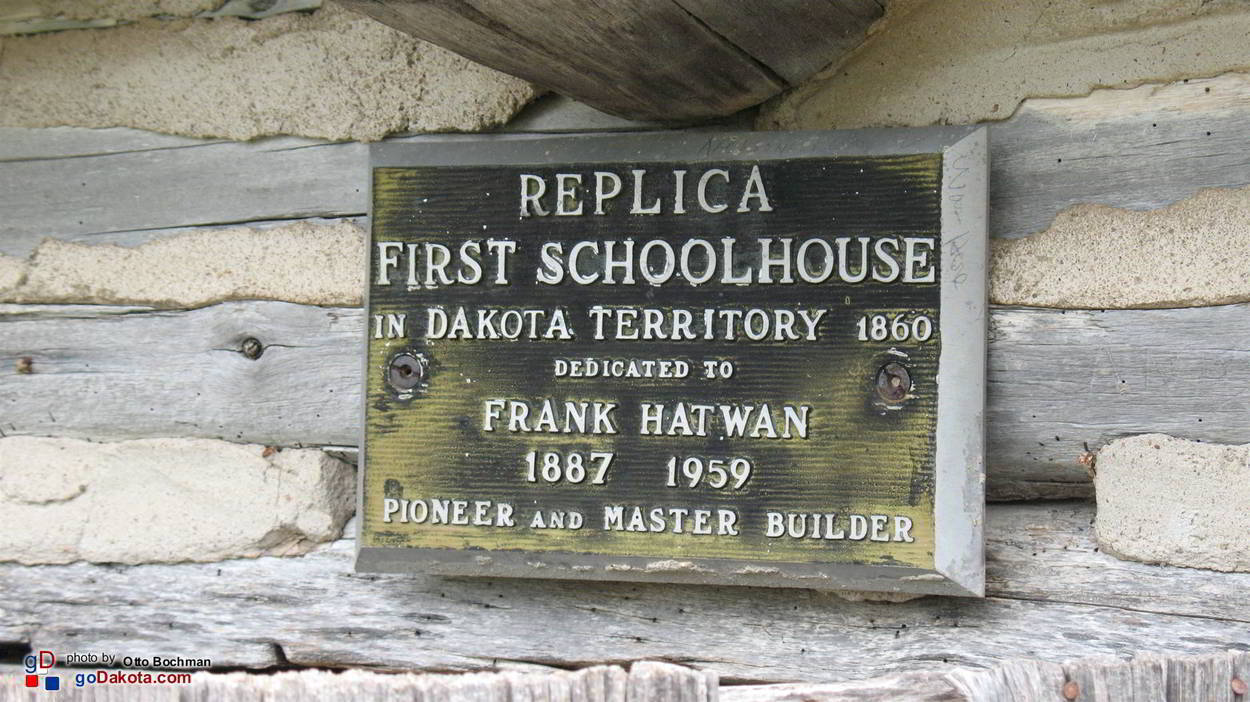 REPLICA
FIRST SCHOOLHOUSE
IN DAKOTA TERRITORY 1860
DEDICATED TO
FRANK HATWAN
1887 1959
PIONEER AND MASTER BUILDER
gD photo by Otto Bochman
goDakota.com